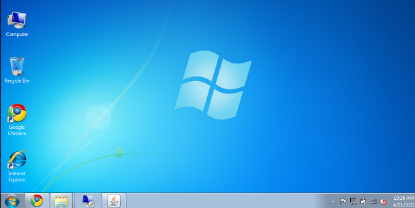 Computer
Recycle Bin
Google
Chrome
Internet
Explorer